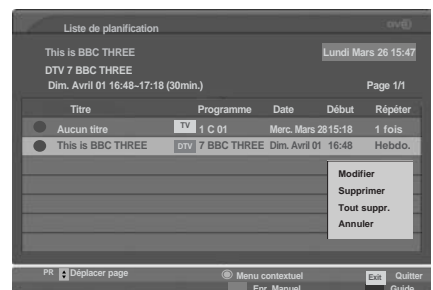 Liste de planification
This is BBC THREE Lundi Mars 26 15:47
DTV 7 BBC THREE
Dim. Avril 01 16:48~17:18 (30min.) Page 1/1
Titre Programme Date Début Répéter
Aucun titre TV 1 C 01 Merc. Mars 28 15:18 1 fois
This is BBC THREE DTV 7 BBC THREE Dim. Avril 01 16:48 Hebdo.
Modifier
Supprimer
Tout suppr.
Annuler
PR Déplacer page Menu contextuel Exit Quitter
Enr. Manuel Guide